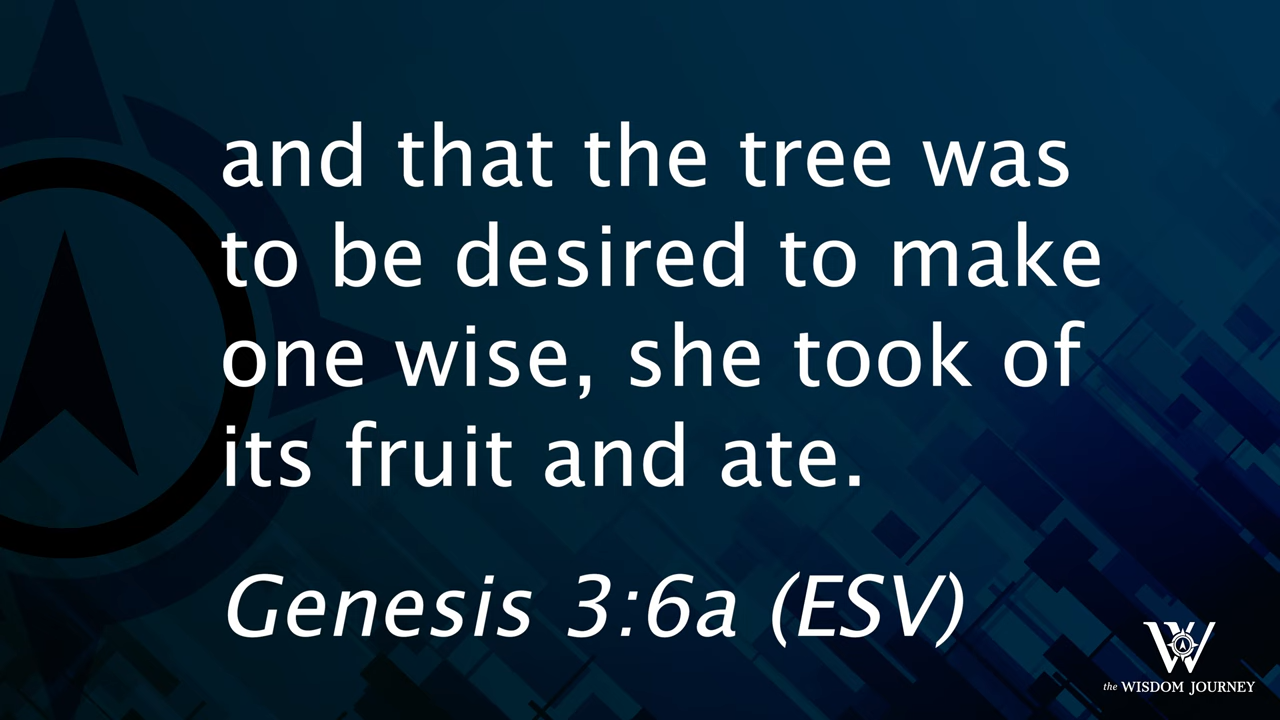 and that the tree was
to be desired to make
one wise, she took of
its fruit and ate.
Genesis 3:6a (ESV)
W
the WISDOM JOURNEY